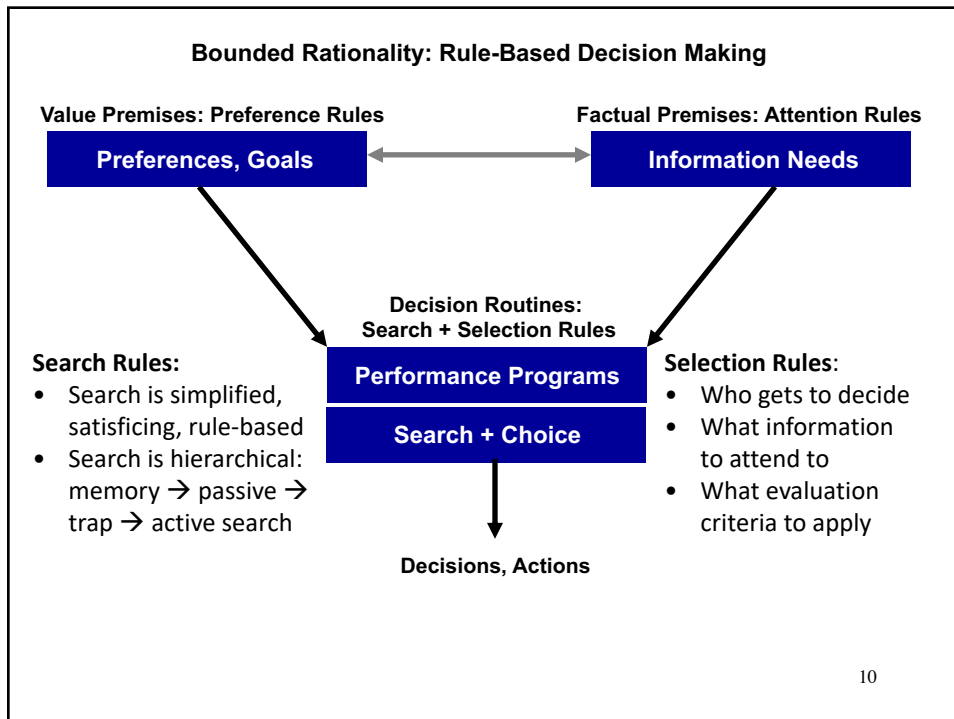 Bounded Rationality: Rule-Based Decision Making
Value Premises: Preference Rules
Factual Premises: Attention Rules
Preferences, Goals
Information Needs
Decision Routines:
Search + Selection Rules
Performance Programs
Search + Choice
Search Rules:
• Search is simplified,
satisficing, rule-based
• Search is hierarchical:
memory → passive →
trap → active search
Selection Rules:
• Who gets to decide
• What information
to attend to
• What evaluation
criteria to apply
Decisions, Actions
10